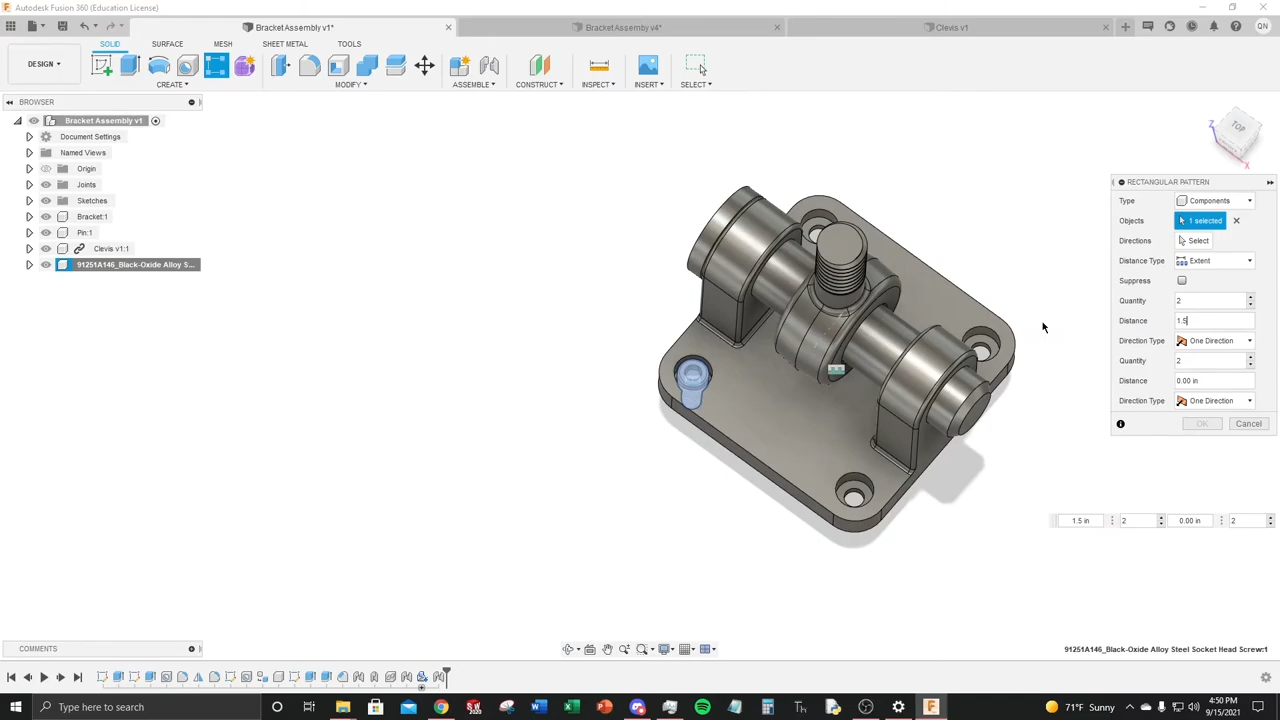 Autodesk Fusion 360 (Education License)
Bracket Assembly v1*
Bracket Assemby v4*
Clevis v1
QN
SOLID
SURFACE
MESH
SHEET METAL
TOOLS
DESIGN
CREATE
MODIFY
ASSEMBLE
CONSTRUCT
INSPECT
INSERT
SELECT
BROWSER
Bracket Assembly v1
Document Settings
Named Views
Origin
Joints
Sketches
Bracket:1
Pin:1
Clevis v1:1
91251A146_Black-Oxide Alloy S...
Z
TOP
X
RECTANGULAR PATTERN
Type Components
Objects 1 selected
Directions Select
Distance Type Extent
Suppress
Quantity 2
Distance 1.5
Direction Type One Direction
Quantity 2
Distance 0.00 in
Direction Type One Direction
OK Cancel
1.5 in 2 0.00 in 2
COMMENTS
91251A146_Black-Oxide Alloy Steel Socket Head Screw:1
Type here to search
71°F Sunny
4:50 PM
9/15/2021